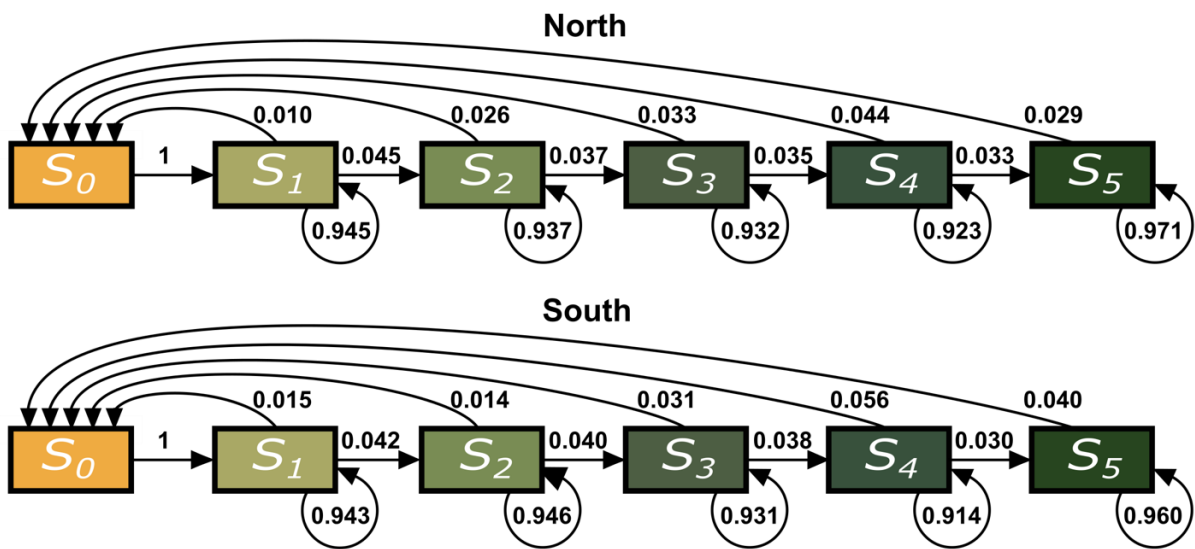 North
0.010 0.026 0.033 0.044 0.029
S0 1 S1 0.045 S2 0.037 S3 0.035 S4 0.033 S5
0.945 0.937 0.932 0.923 0.971
South
0.015 0.014 0.031 0.056 0.040
S0 1 S1 0.042 S2 0.040 S3 0.038 S4 0.030 S5
0.943 0.946 0.931 0.914 0.960